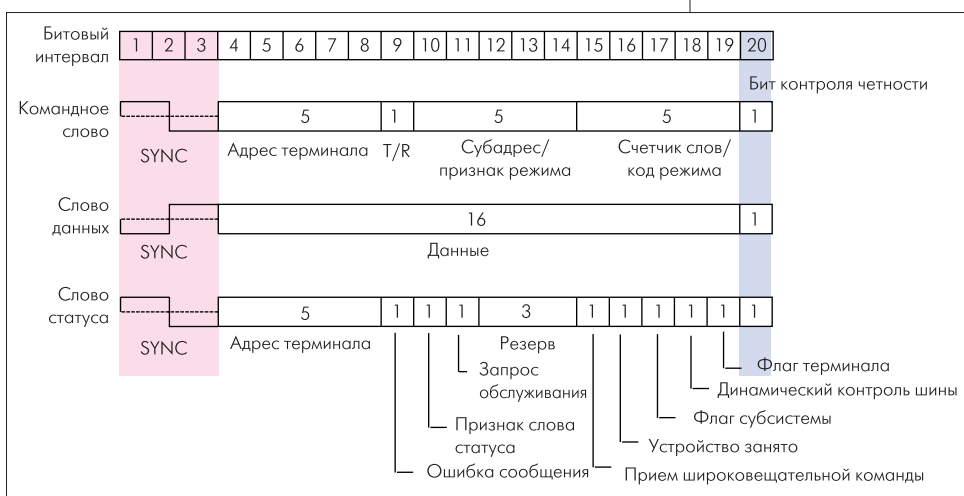 Битовый
интервал
1 2 3 4 5 6 7 8 9 10 11 12 13 14 15 16 17 18 19 20
Бит контроля четности
Командное
слово
5 1 5 5 1
SYNC
Адрес терминала
T/R
Субадрес/
признак режима
Счетчик слов/
код режима
Слово
данных
16 1
SYNC
Данные
Слово
статуса
5 1 1 1 3 1 1 1 1 1 1
SYNC
Адрес терминала
Резерв
Запрос
обслуживания
Признак слова
статуса
Ошибка сообщения
Флаг терминала
Динамический контроль шины
Флаг субсистемы
Устройство занято
Прием широковещательной команды